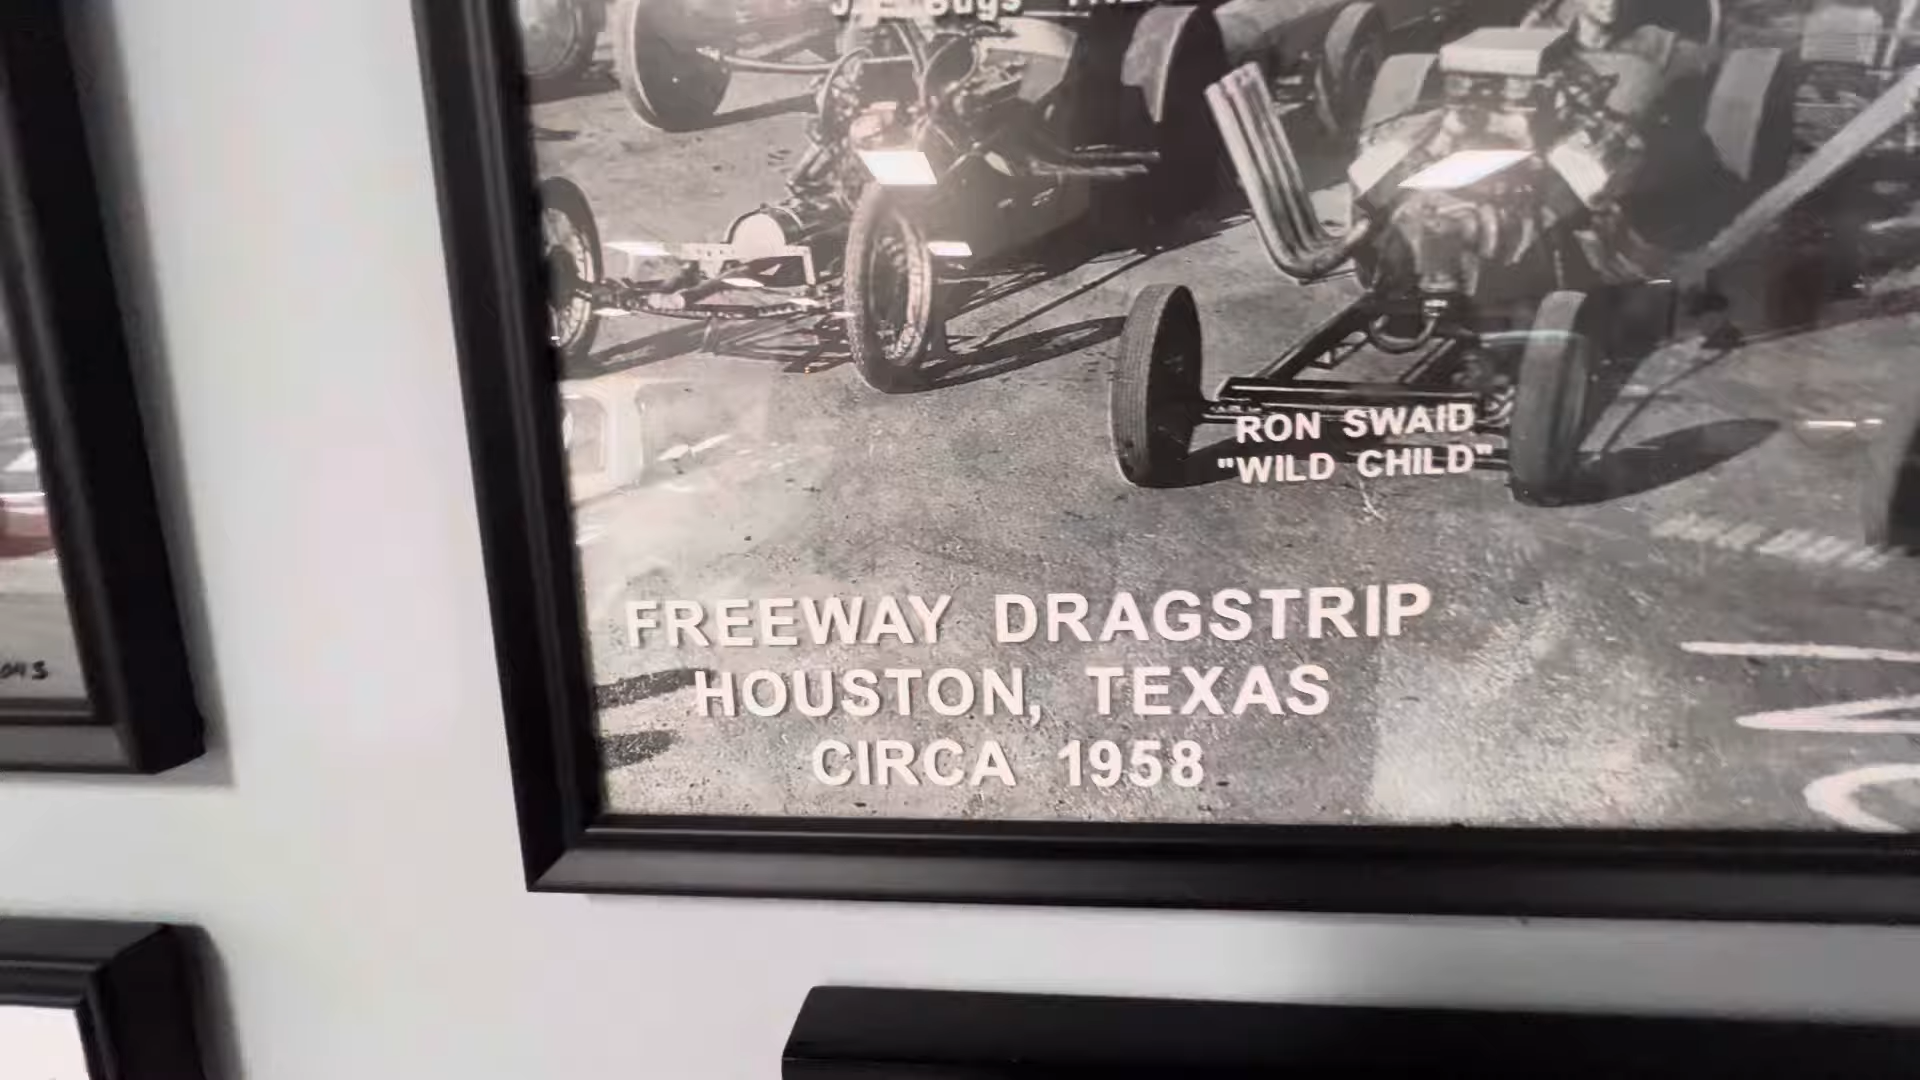 RON SWAID
"WILD CHILD"
FREEWAY DRAGSTRIP
HOUSTON, TEXAS
CIRCA 1958